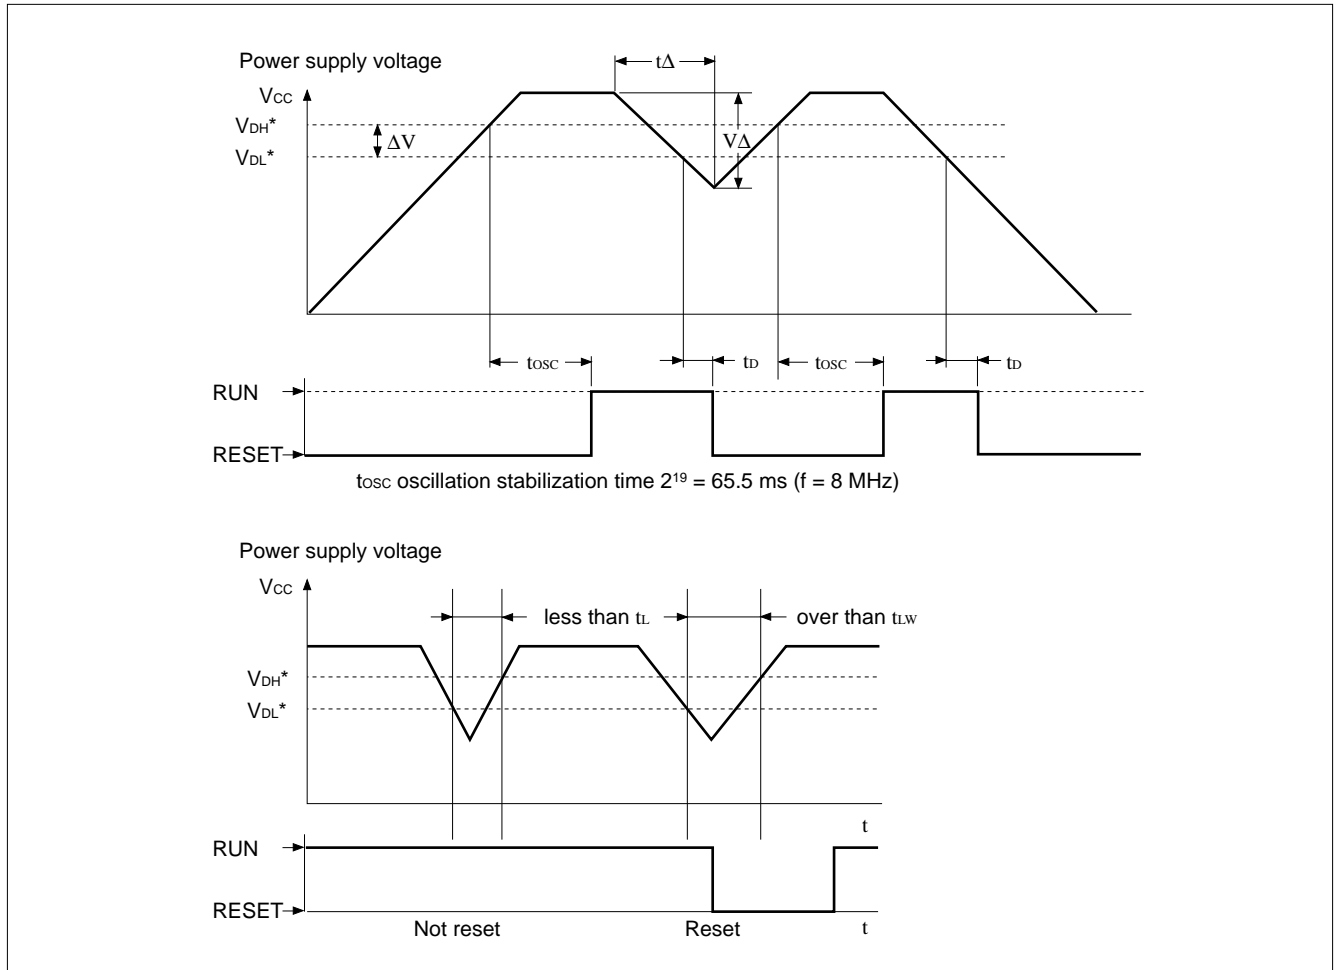 Power supply voltage
tΔ
VCC
VDH*
ΔV
VΔ
VDL*
tOSC
tD
tOSC
tD
RUN
RESET
tOSC oscillation stabilization time 2¹⁹ = 65.5 ms (f = 8 MHz)
Power supply voltage
VCC
less than tL
over than tLW
VDH*
VDL*
t
RUN
RESET
Not reset
Reset
t